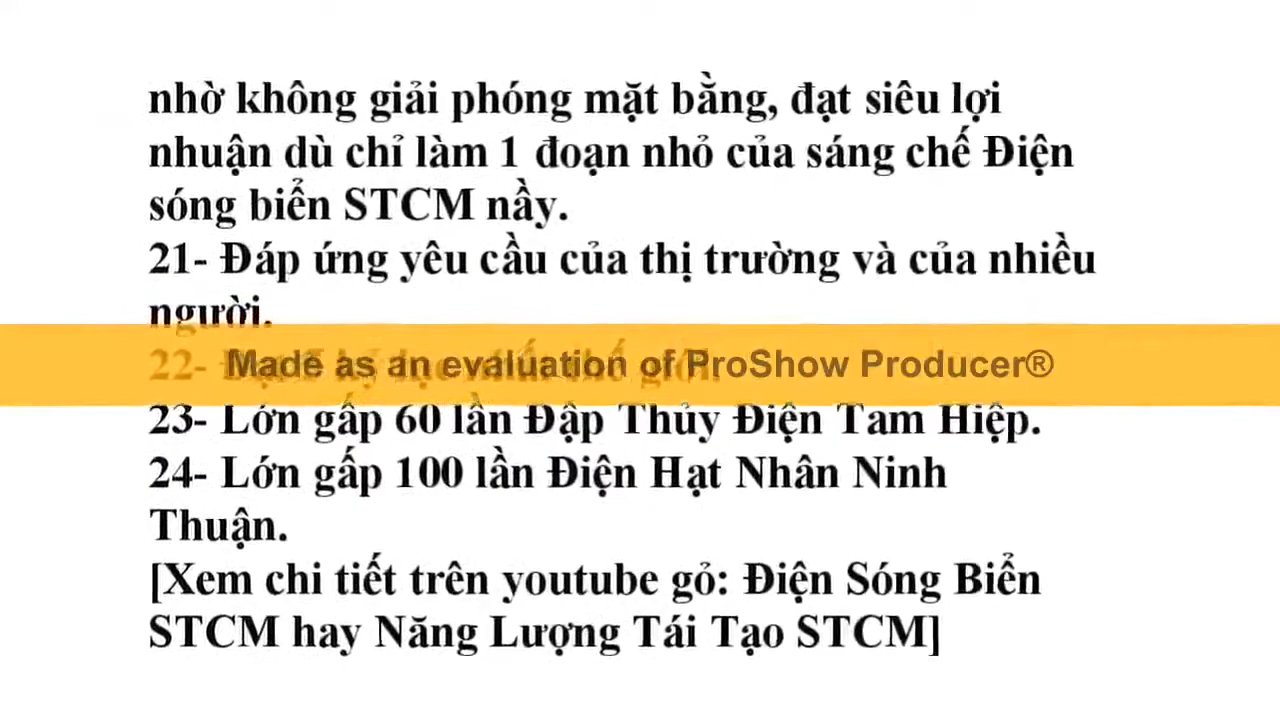 nhờ không giải phóng mặt bằng, đạt siêu lợi
nhuận dù chỉ làm 1 đoạn nhỏ của sáng chế Điện
sóng biển STCM nầy.
21- Đáp ứng yêu cầu của thị trường và của nhiều
người.
22-
Made as an evaluation of ProShow Producer®
23- Lớn gấp 60 lần Đập Thủy Điện Tam Hiệp.
24- Lớn gấp 100 lần Điện Hạt Nhân Ninh
Thuận.
[Xem chi tiết trên youtube gỏ: Điện Sóng Biển
STCM hay Năng Lượng Tái Tạo STCM]